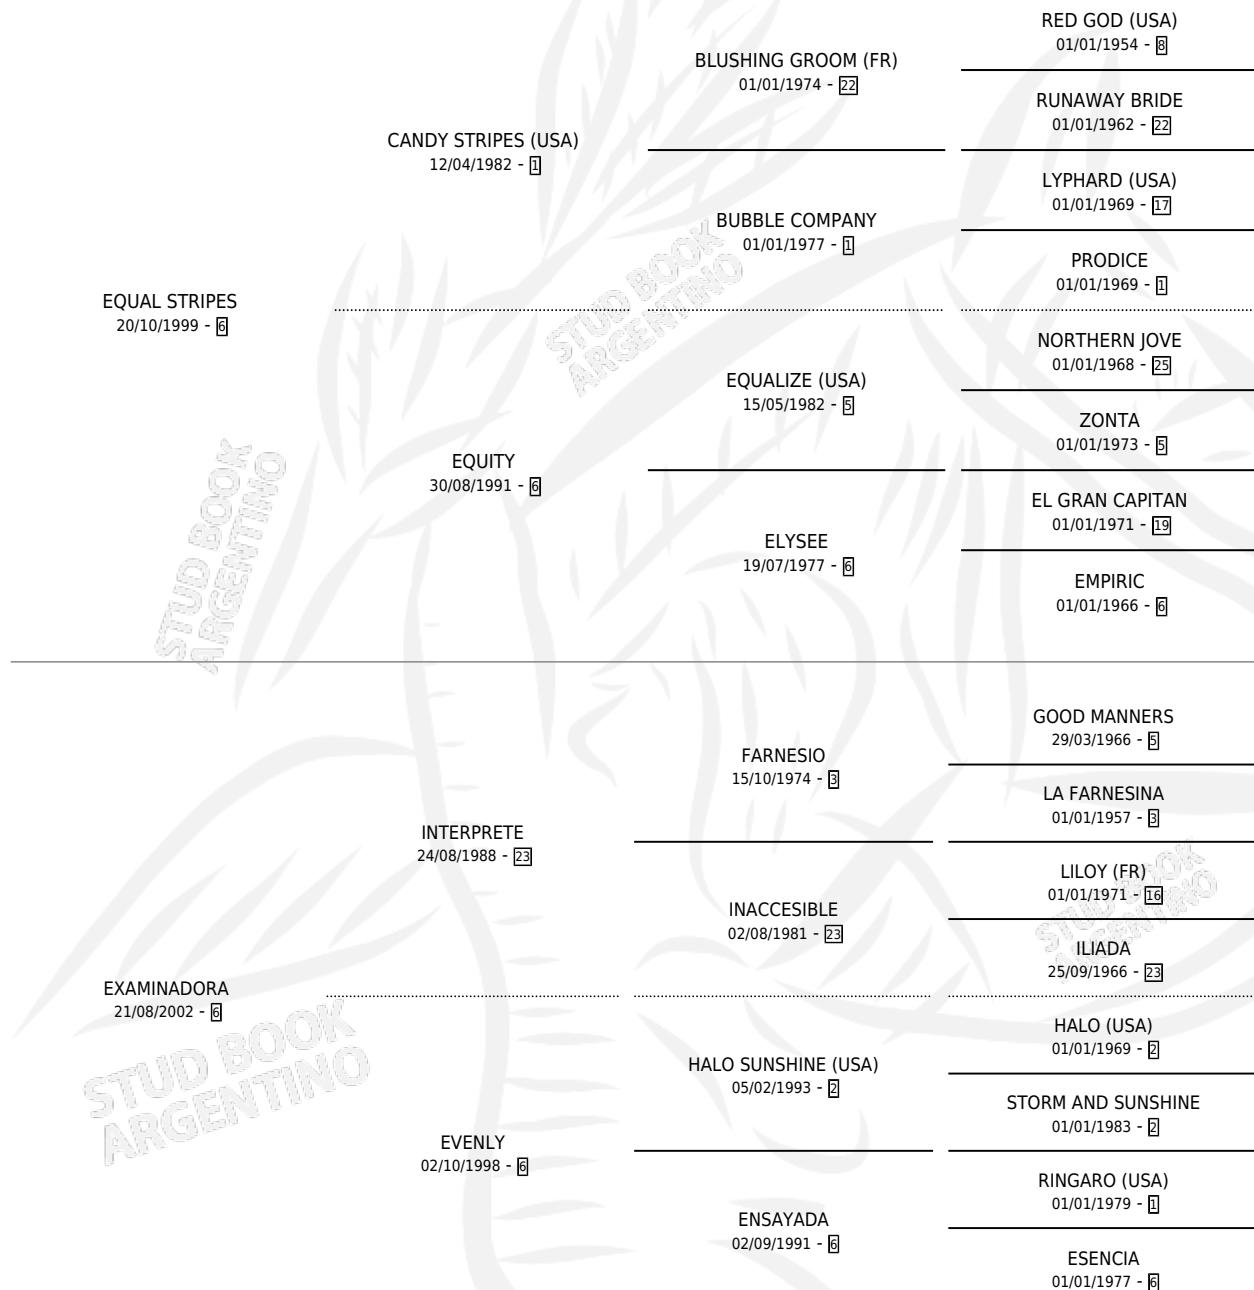 RED GOD (USA)
01/01/1954 - 8
BLUSHING GROOM (FR)
01/01/1974 - 22
RUNAWAY BRIDE
01/01/1962 - 22
CANDY STRIPES (USA)
12/04/1982 - 1
LYPHARD (USA)
01/01/1969 - 17
BUBBLE COMPANY
01/01/1977 - 1
PRODICE
01/01/1969 - 1
EQUAL STRIPES
20/10/1999 - 6
NORTHERN JOVE
01/01/1968 - 25
EQUALIZE (USA)
15/05/1982 - 5
ZONTA
01/01/1973 - 5
EQUITY
30/08/1991 - 6
EL GRAN CAPITAN
01/01/1971 - 19
ELYSEE
19/07/1977 - 6
EMPIRIC
01/01/1966 - 6
GOOD MANNERS
29/03/1966 - 5
FARNESIO
15/10/1974 - 3
LA FARNESINA
01/01/1957 - 3
INTERPRETE
24/08/1988 - 23
LILOY (FR)
01/01/1971 - 16
INACCESIBLE
02/08/1981 - 23
ILIADA
25/09/1966 - 23
EXAMINADORA
21/08/2002 - 6
HALO (USA)
01/01/1969 - 2
HALO SUNSHINE (USA)
05/02/1993 - 2
STORM AND SUNSHINE
01/01/1983 - 2
EVENLY
02/10/1998 - 6
RINGARO (USA)
01/01/1979 - 1
ENSAYADA
02/09/1991 - 6
ESENCIA
01/01/1977 - 6
STUD BOOK
ARGENTINO
STUD BOOK
ARGENTINO
STUD BOOK
ARGENTINO
STUD BOOK
ARGENTINO